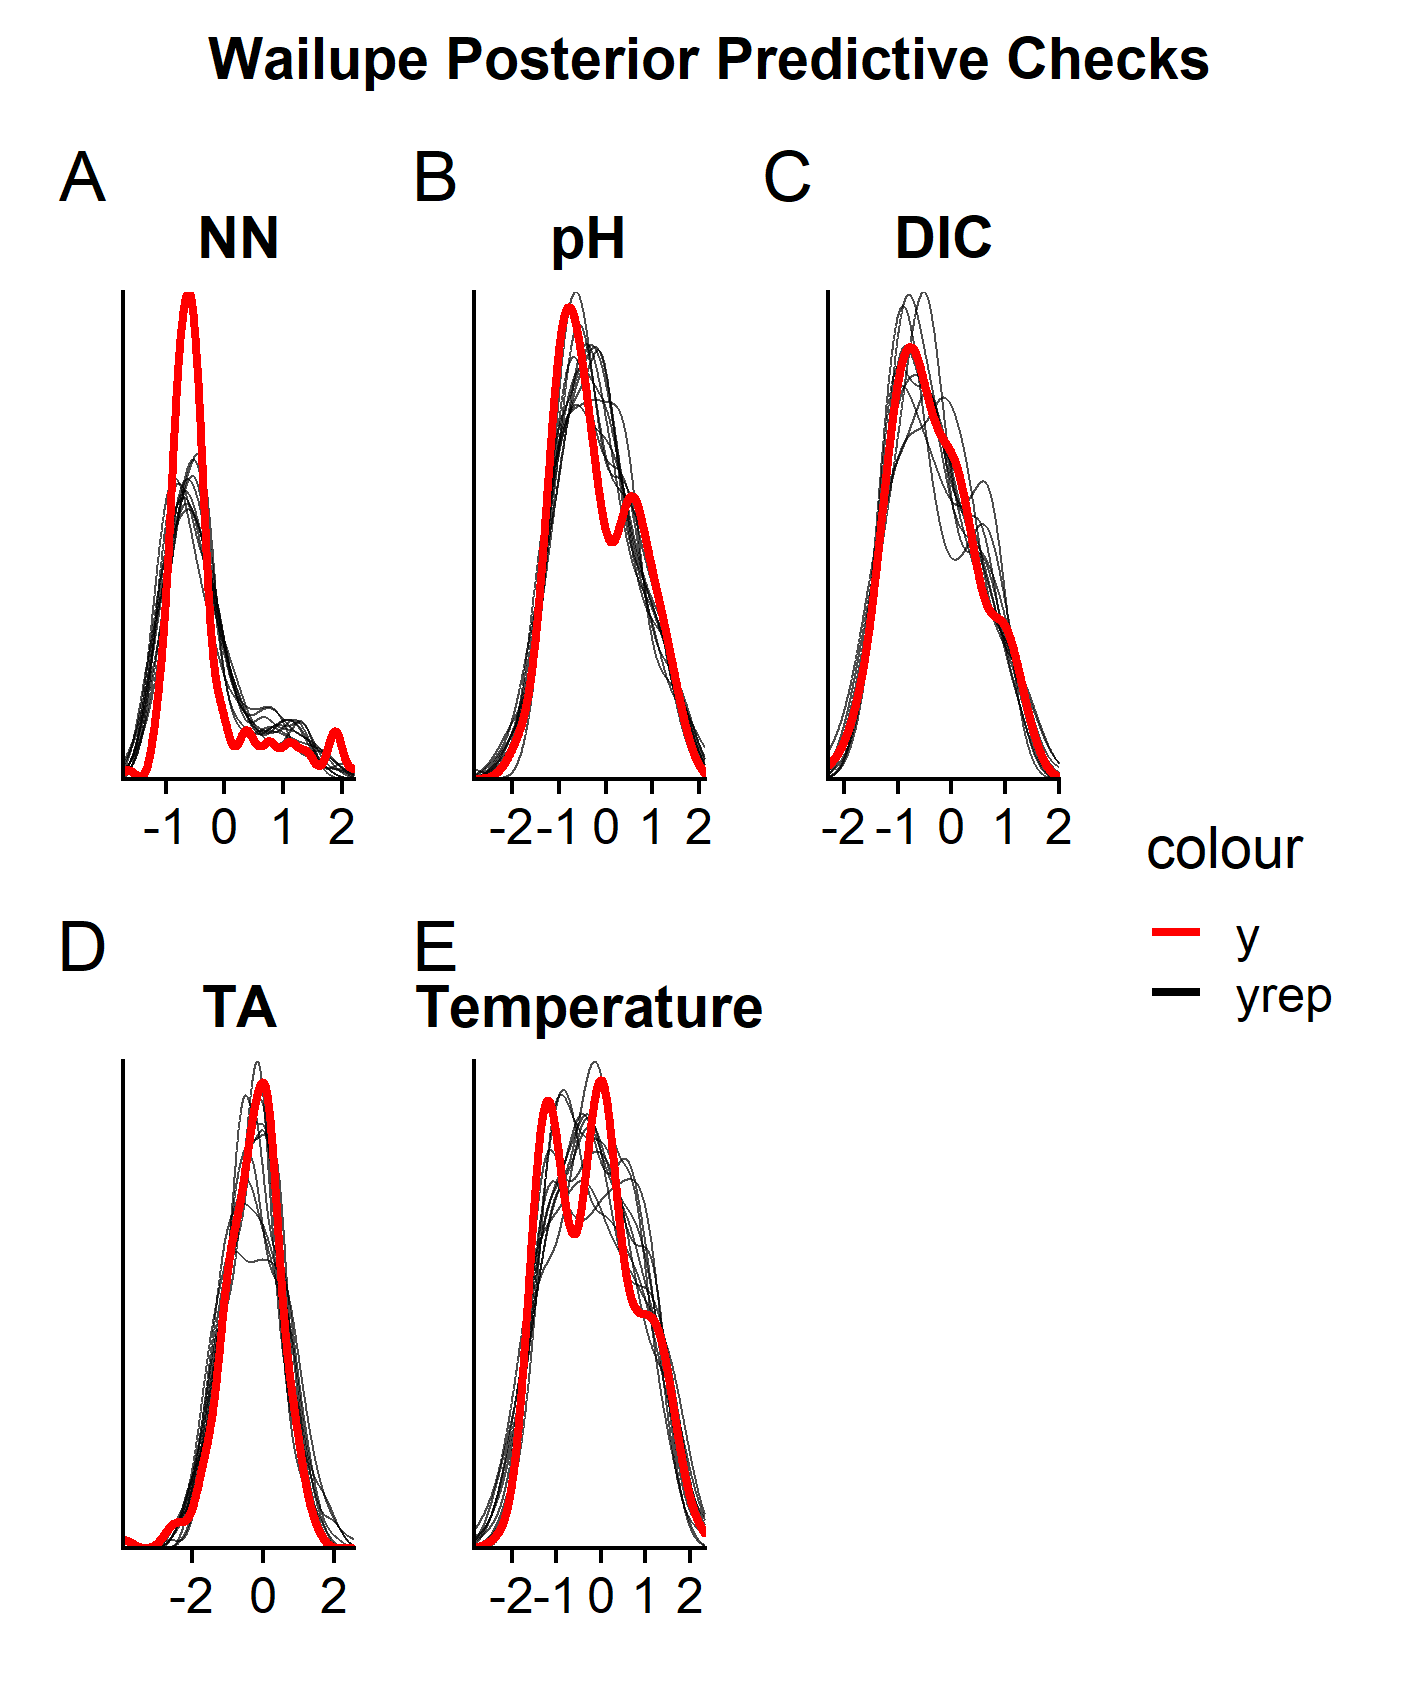 Wailupe Posterior Predictive Checks
A
B
C
NN
pH
DIC
-1 0 1 2
-2 -1 0 1 2
-2 -1 0 1 2
colour
y
yrep
D
E
TA
Temperature
-2 0 2
-2 -1 0 1 2